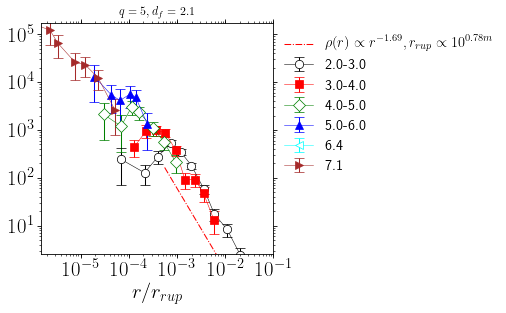 q = 5, d_f = 2.1
10^5
10^4
10^3
10^2
10^1
10^-5 10^-4 10^-3 10^-2 10^-1
r/r_rup
ρ(r) ∝ r^-1.69, r_rup ∝ 10^0.78m
2.0-3.0
3.0-4.0
4.0-5.0
5.0-6.0
6.4
7.1